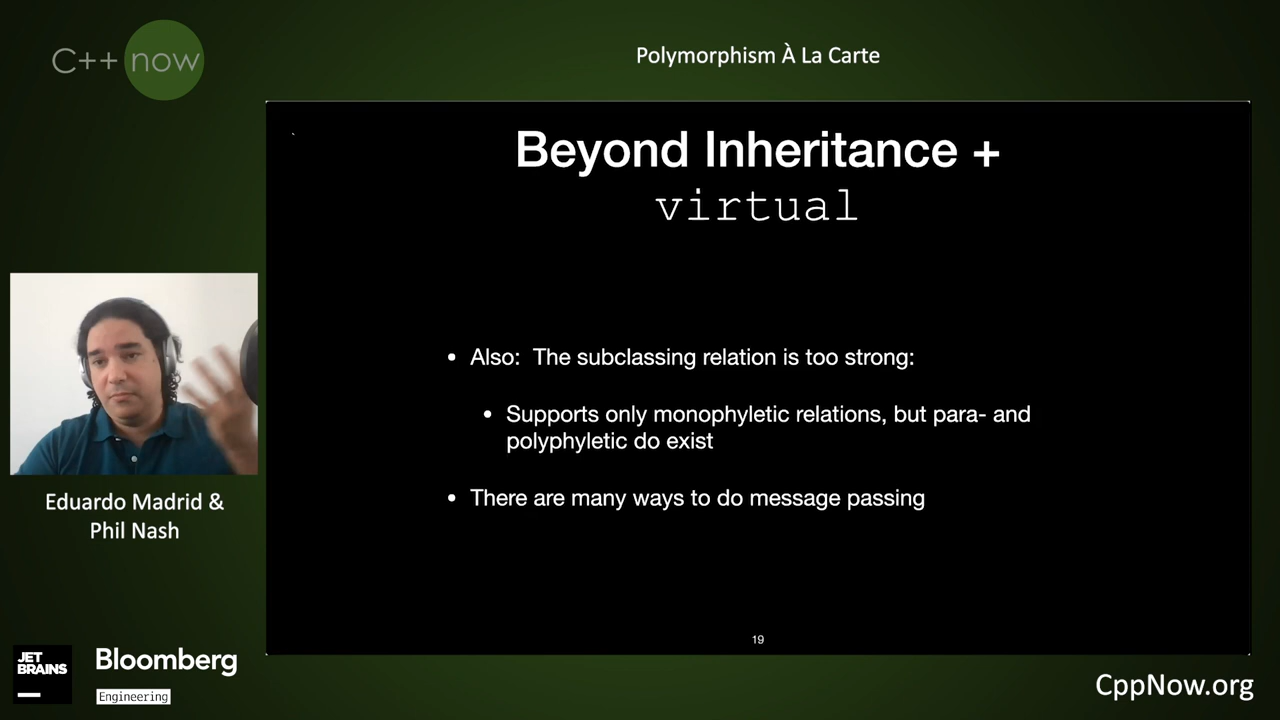 C++ now
Polymorphism À La Carte
Beyond Inheritance +
virtual
• Also: The subclassing relation is too strong:
• Supports only monophyletic relations, but para- and
polyphyletic do exist
• There are many ways to do message passing
19
Eduardo Madrid &
Phil Nash
JET
BRAINS
Bloomberg
Engineering
CppNow.org